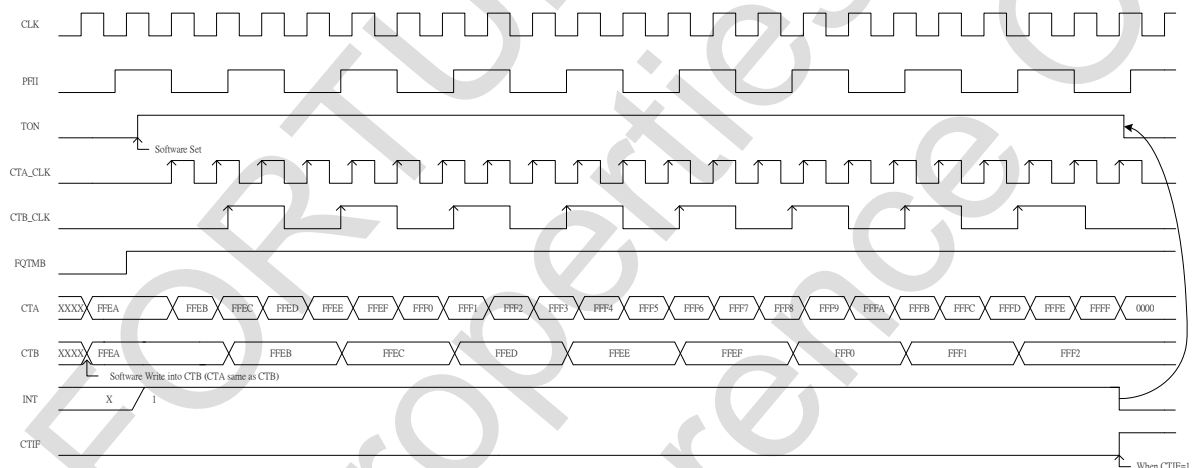 CLK
PFII
TON
Software Set
CTA_CLK
CTB_CLK
FQTMB
CTA XXXX FFEA FFEB FFEC FFED FFEE FFEF FFF0 FFF1 FFF2 FFF3 FFF4 FFF5 FFF6 FFF7 FFF8 FFF9 FFFA FFFB FFFC FFFD FFFE FFFF 0000
CTB XXXX FFEA FFEB FFEC FFED FFEE FFEF FFF0 FFF1 FFF2
Software Write into CTB (CTA same as CTB)
INT X 1
CTIF
When CTIF=1
FORTU
operties
rence